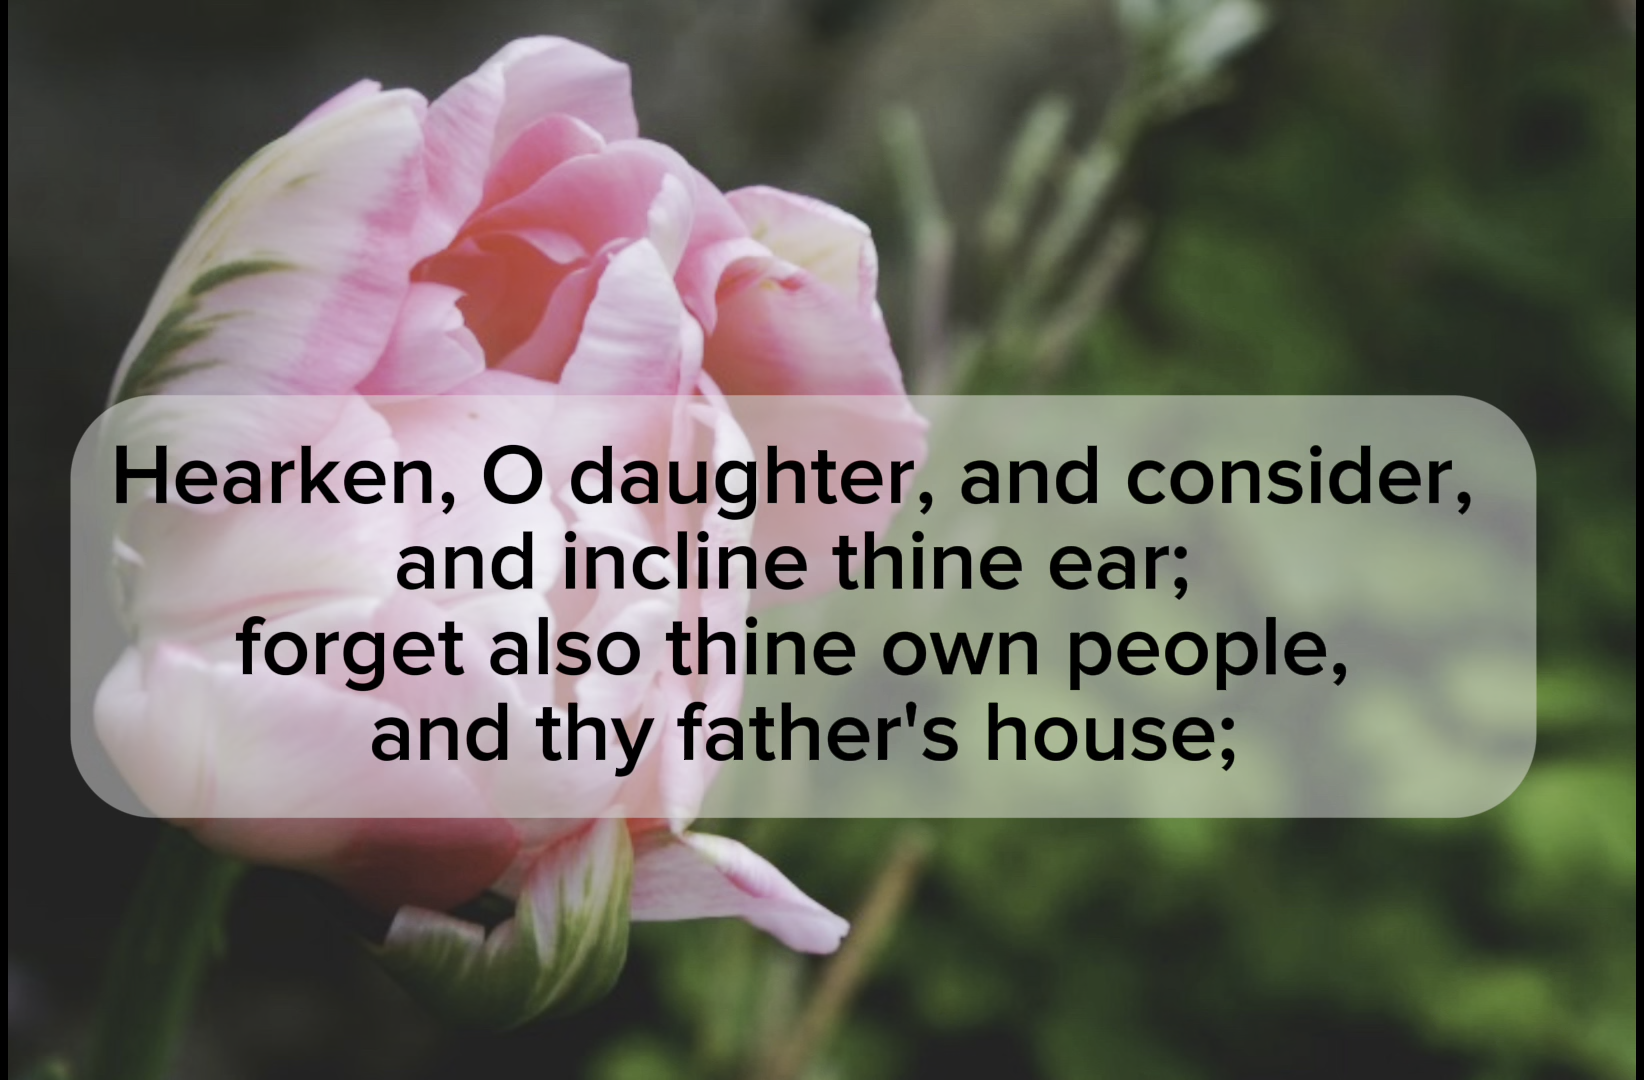 Hearken, O daughter, and consider,
and incline thine ear;
forget also thine own people,
and thy father's house;